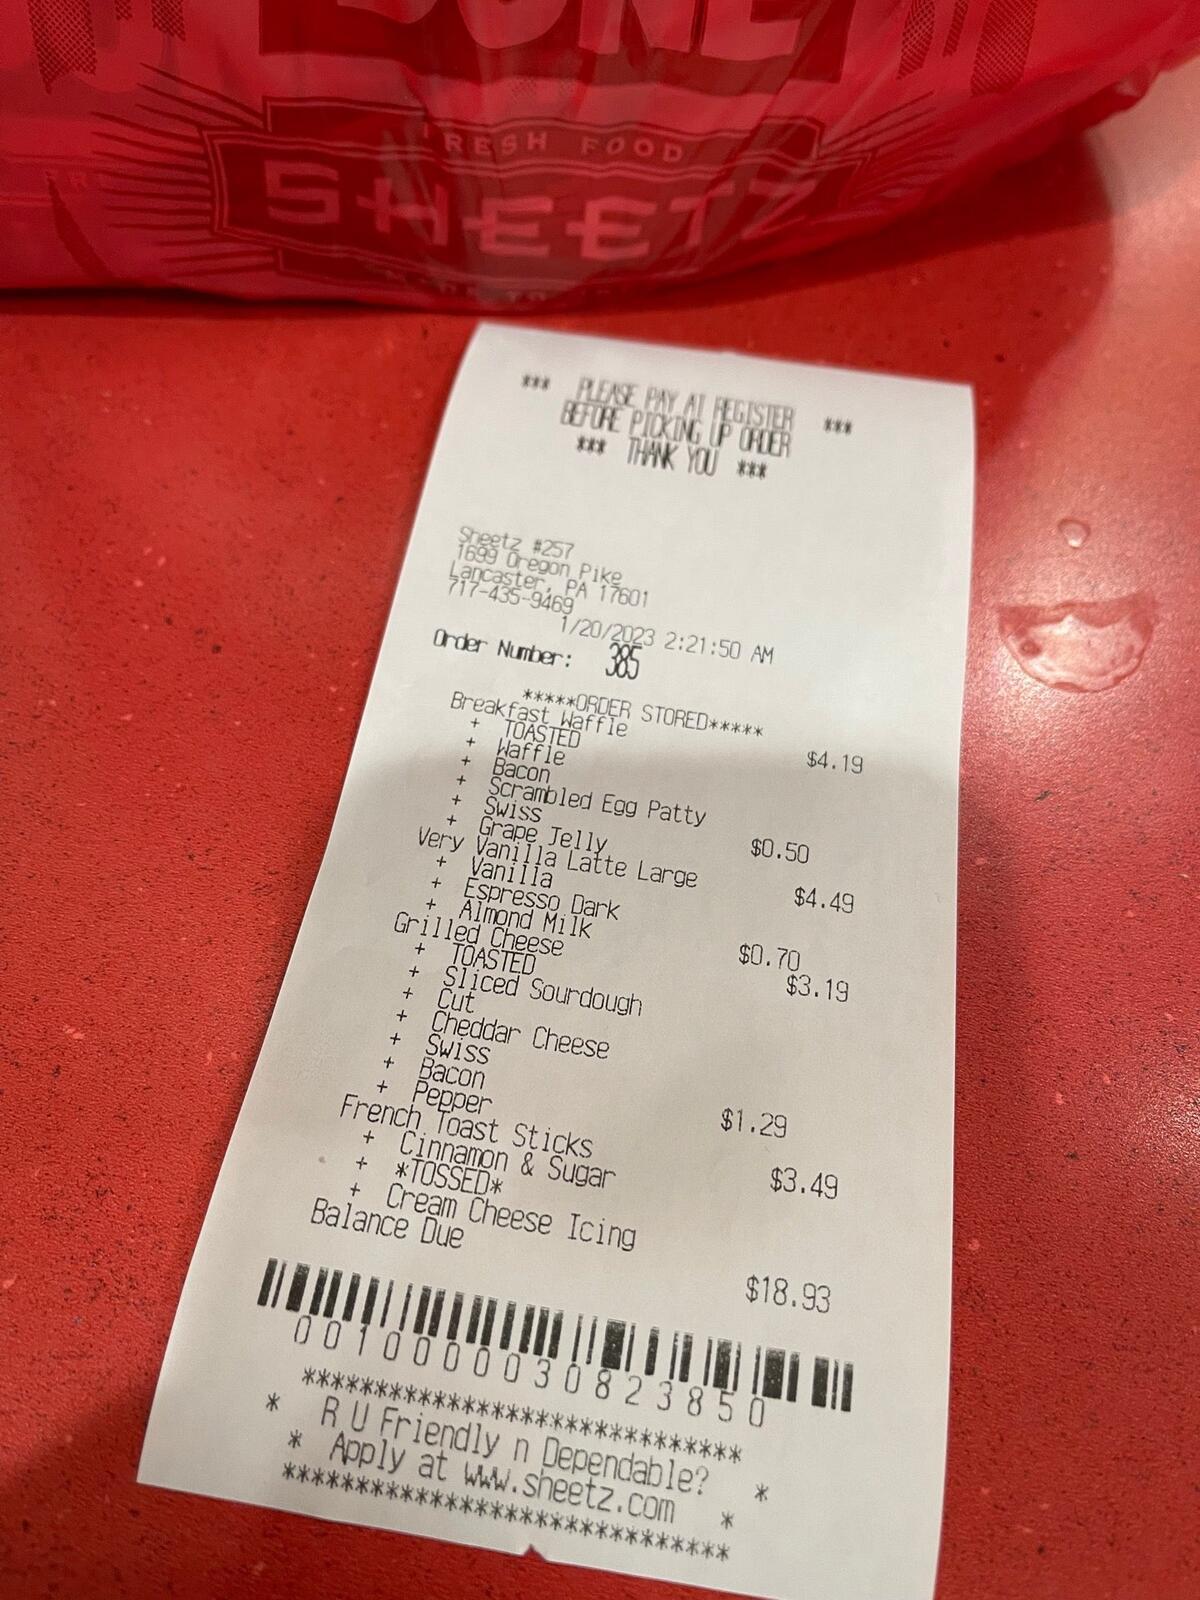 FRESH FOOD
SHEETZ
*** PLEASE PAY AT REGISTER ***
BEFORE PICKING UP ORDER
*** THANK YOU ***
Sheetz #257
1699 Oregon Pike
Lancaster, PA 17601
717-435-9469
1/20/2023 2:21:50 AM
Order Number: 385
*****ORDER STORED*****
Breakfast Waffle $4.19
+ TOASTED
+ Waffle
+ Bacon
+ Scrambled Egg Patty
+ Swiss $0.50
+ Grape Jelly
Very Vanilla Latte Large $4.49
+ Vanilla
+ Espresso Dark
+ Almond Milk $0.70
Grilled Cheese $3.19
+ TOASTED
+ Sliced Sourdough
+ Cut
+ Cheddar Cheese
+ Swiss
+ Bacon $1.29
+ Pepper
French Toast Sticks $3.49
+ Cinnamon & Sugar
+ *TOSSED*
+ Cream Cheese Icing
Balance Due $18.93
0010000030823850
******************************
* R U Friendly n Dependable? *
* Apply at www.sheetz.com *
******************************